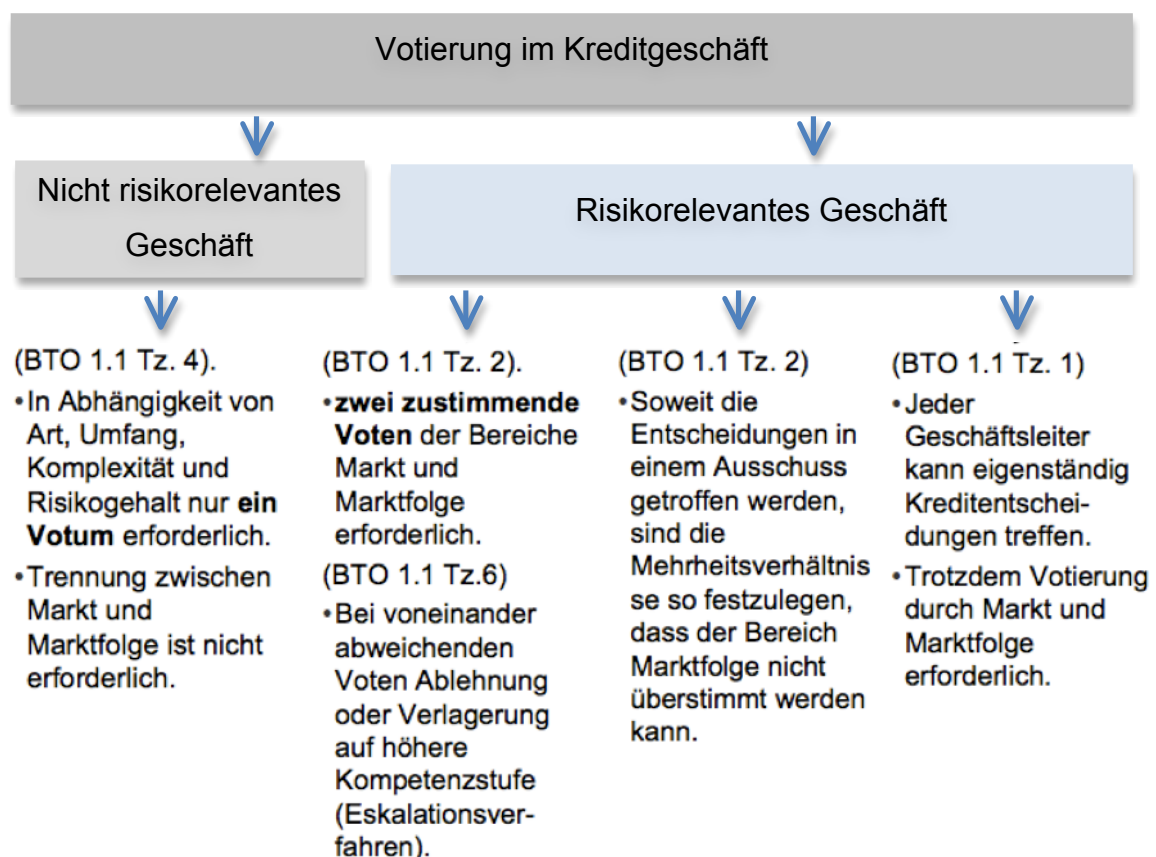 Votierung im Kreditgeschäft
Nicht risikorelevantes
Geschäft
Risikorelevantes Geschäft
(BTO 1.1 Tz. 4).
•In Abhängigkeit von
Art, Umfang,
Komplexität und
Risikogehalt nur ein
Votum erforderlich.
•Trennung zwischen
Markt und
Marktfolge ist nicht
erforderlich.
(BTO 1.1 Tz. 2).
•zwei zustimmende
Voten der Bereiche
Markt und
Marktfolge
erforderlich.
(BTO 1.1 Tz.6)
•Bei voneinander
abweichenden
Voten Ablehnung
oder Verlagerung
auf höhere
Kompetenzstufe
(Eskalationsver-
fahren).
(BTO 1.1 Tz. 2)
•Soweit die
Entscheidungen in
einem Ausschuss
getroffen werden,
sind die
Mehrheitsverhältnis
se so festzulegen,
dass der Bereich
Marktfolge nicht
überstimmt werden
kann.
(BTO 1.1 Tz. 1)
•Jeder
Geschäftsleiter
kann eigenständig
Kreditentschei-
dungen treffen.
•Trotzdem Votierung
durch Markt und
Marktfolge
erforderlich.